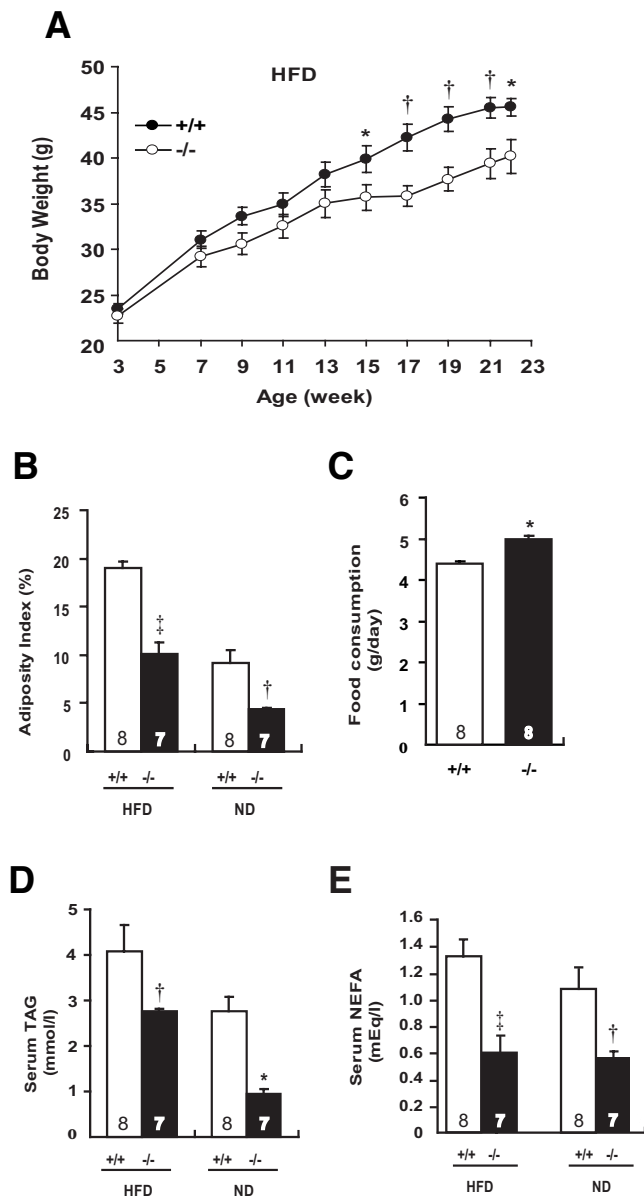 A
HFD
50
45
40
35
30
25
20
Body Weight (g)
+/+
-/-
*
†
†
†
*
3 5 7 9 11 13 15 17 19 21 23
Age (week)
B
25
20
15
10
5
0
Adiposity Index (%)
‡
†
8 7 8 7
+/+ -/- +/+ -/-
HFD ND
C
6
5
4
3
2
1
0
Food consumption
(g/day)
*
8 8
+/+ -/-
D
5
4
3
2
1
0
Serum TAG
(mmol/l)
†
*
8 7 8 7
+/+ -/- +/+ -/-
HFD ND
E
1.6
1.4
1.2
1.0
0.8
0.6
0.4
0.2
0
Serum NEFA
(mEq/l)
‡
†
8 7 8 7
+/+ -/- +/+ -/-
HFD ND